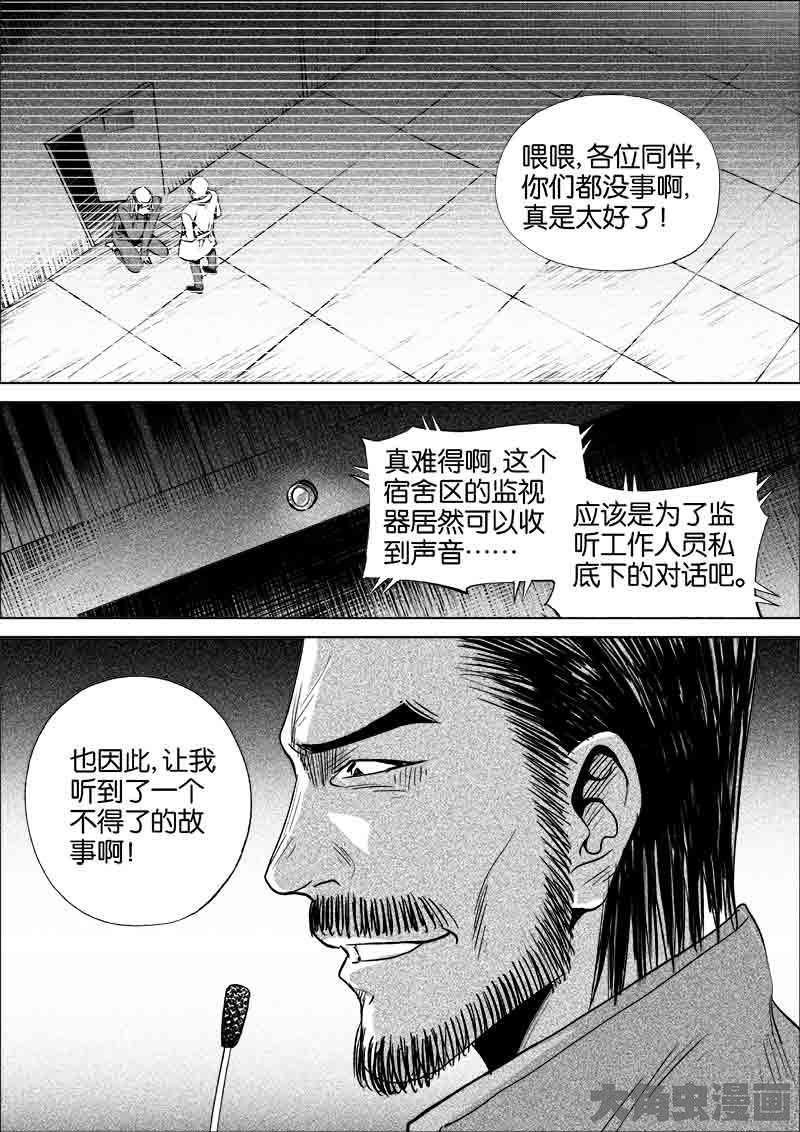 喂喂，各位同伴，
你们都没事啊，
真是太好了！
真难得啊，这个
宿舍区的监视
器居然可以收
到声音……
应该是为了监
听工作人员私
底下的对话吧。
也因此，让我
听到了一个
不得了的故
事啊！
大角虫漫画